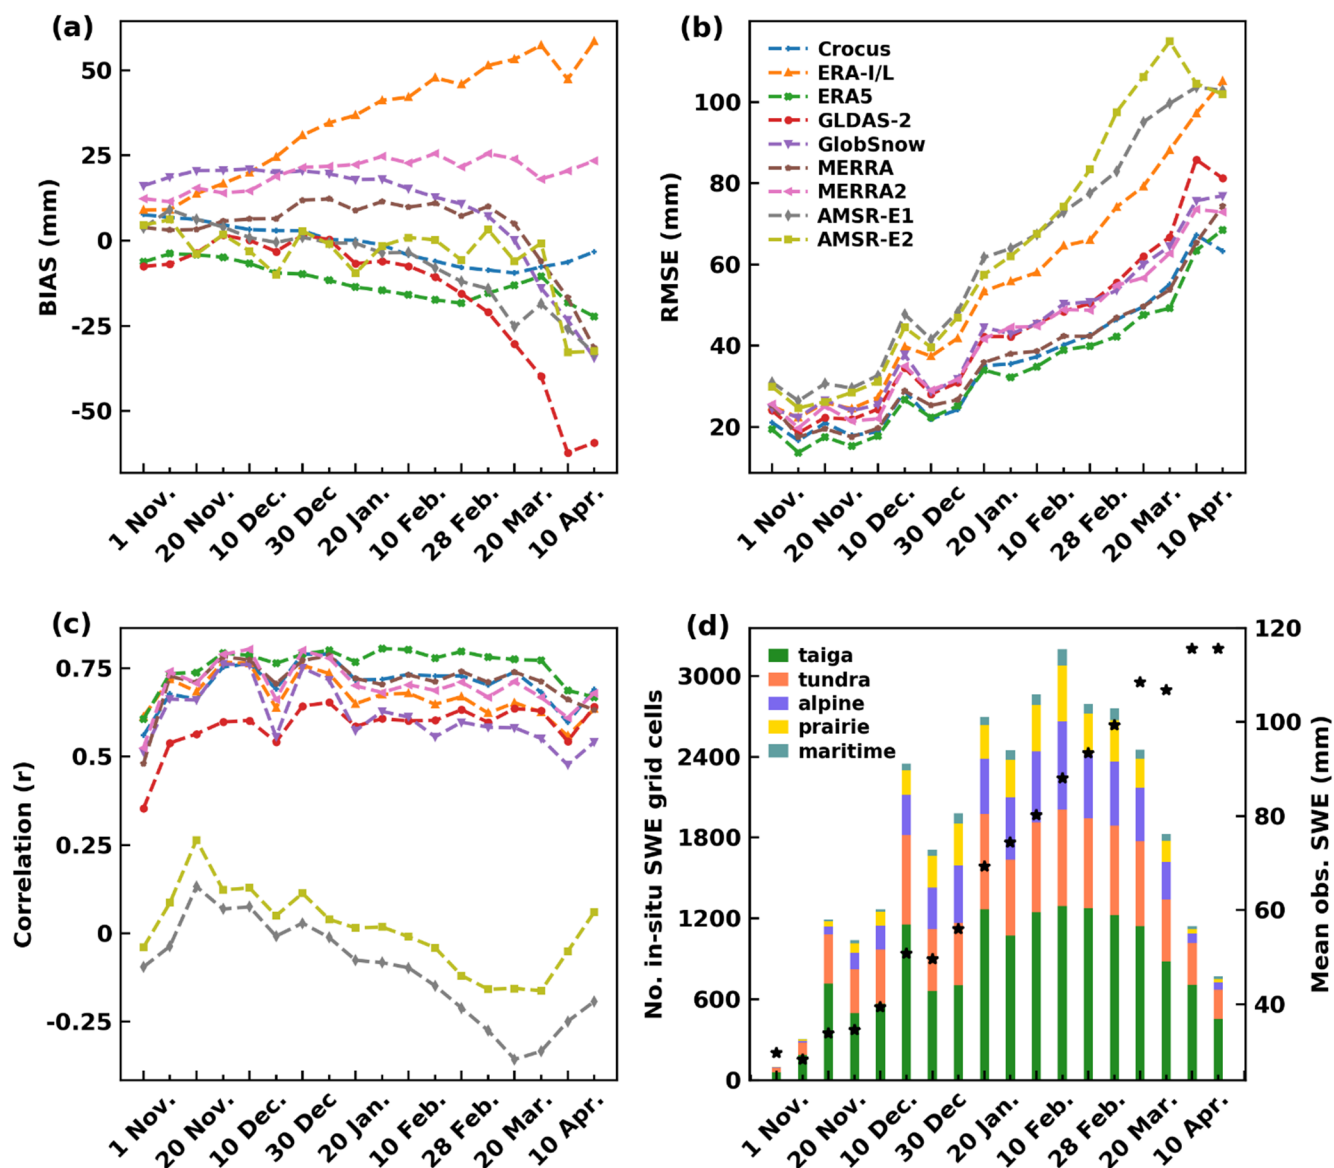 (a)
50
25
0
-25
-50
BIAS (mm)
1 Nov.
20 Nov.
10 Dec.
30 Dec
20 Jan.
10 Feb.
28 Feb.
20 Mar.
10 Apr.
(b)
Crocus
ERA-I/L
ERA5
GLDAS-2
GlobSnow
MERRA
MERRA2
AMSR-E1
AMSR-E2
100
80
60
40
20
RMSE (mm)
1 Nov.
20 Nov.
10 Dec.
30 Dec
20 Jan.
10 Feb.
28 Feb.
20 Mar.
10 Apr.
(c)
0.75
0.5
0.25
0
-0.25
Correlation (r)
1 Nov.
20 Nov.
10 Dec.
30 Dec
20 Jan.
10 Feb.
28 Feb.
20 Mar.
10 Apr.
(d)
taiga
tundra
alpine
prairie
maritime
3000
2400
1800
1200
600
0
No. in-situ SWE grid cells
120
100
80
60
40
Mean obs. SWE (mm)
1 Nov.
20 Nov.
10 Dec.
30 Dec
20 Jan.
10 Feb.
28 Feb.
20 Mar.
10 Apr.